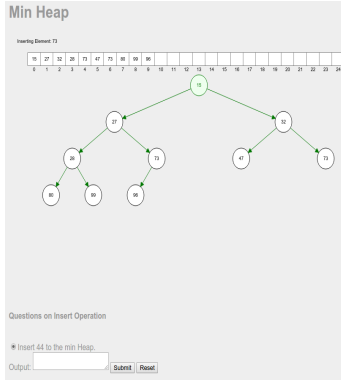 Min Heap
Inserting Element: 73
15 27 32 28 73 47 73 80 99 96
0 1 2 3 4 5 6 7 8 9 10 11 12 13 14 15 16 17 18 19 20 21 22 23 24
15
27 32
28 73 47 73
80 99 96
Questions on Insert Operation
Insert 44 to the min Heap.
Output: Submit Reset